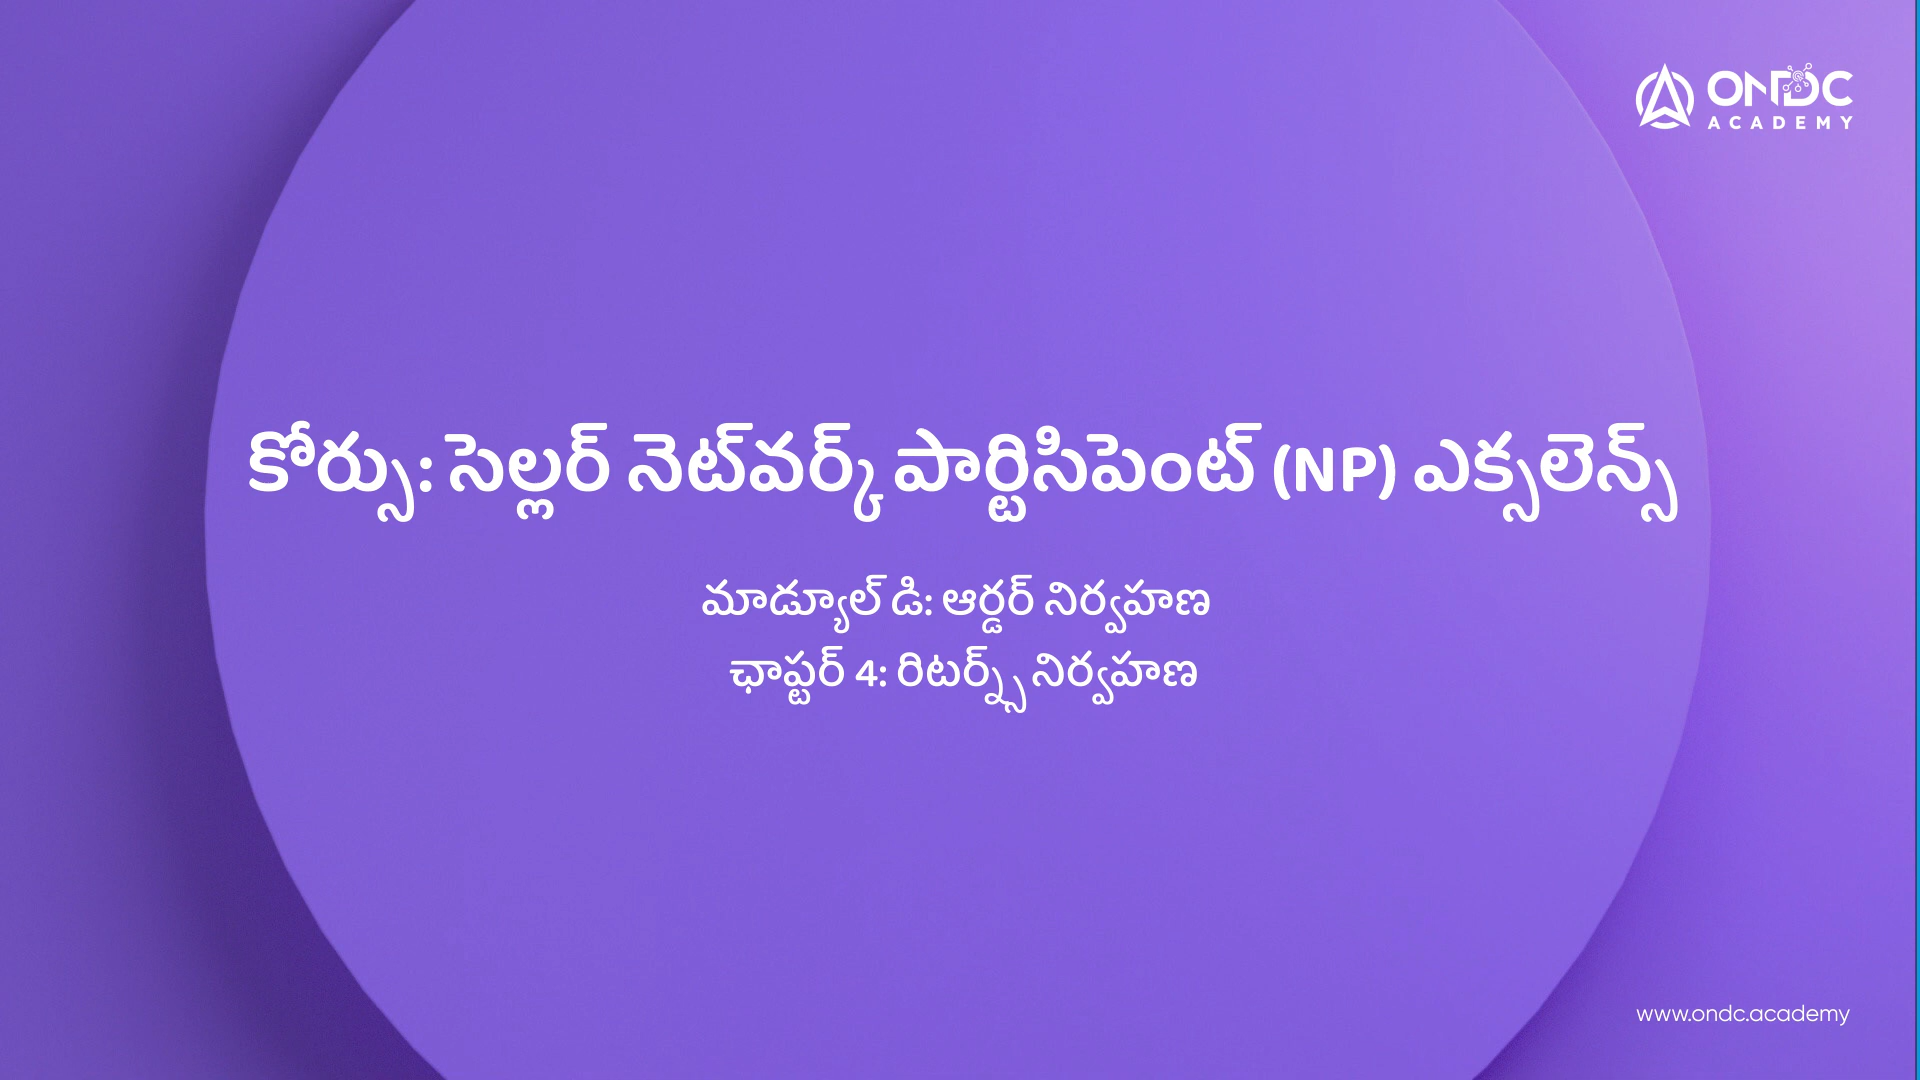 ONDC
ACADEMY
కోర్సు: సెల్లర్ నెట్‌వర్క్ పార్టిసిపెంట్ (NP) ఎక్సలెన్స్
మాడ్యూల్ డి: ఆర్డర్ నిర్వహణ
ఛాప్టర్ 4: రిటర్న్స్ నిర్వహణ
www.ondc.academy